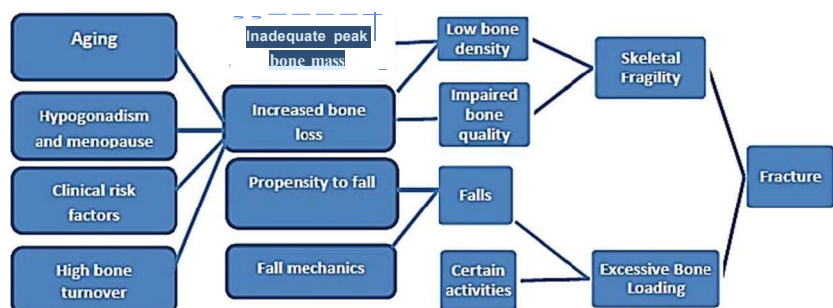 Aging
Hypogonadism
and menopause
Clinical risk
factors
High bone
turnover
Inadequate peak
bone mass
Increased bone
loss
Propensity to fall
Fall mechanics
Low bone
density
Impaired
bone
quality
Falls
Certain
activities
Skeletal
Fragility
Excessive Bone
Loading
Fracture